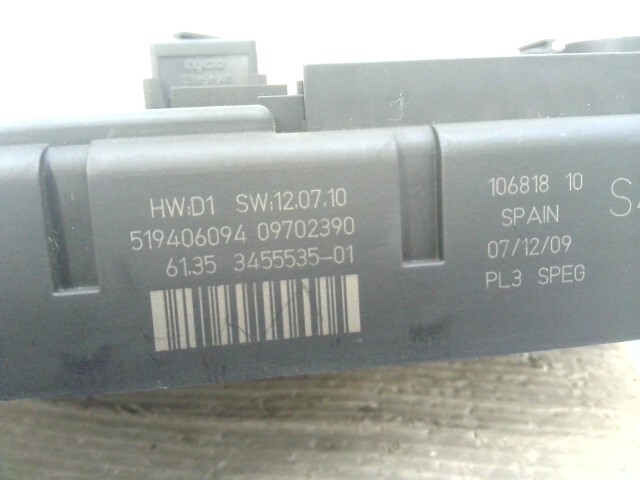 tyco
HW:D1 SW:12.07.10
519406094 09702390
61.35 3455535-01
106818 10
SPAIN
07/12/09
PL3 SPEG